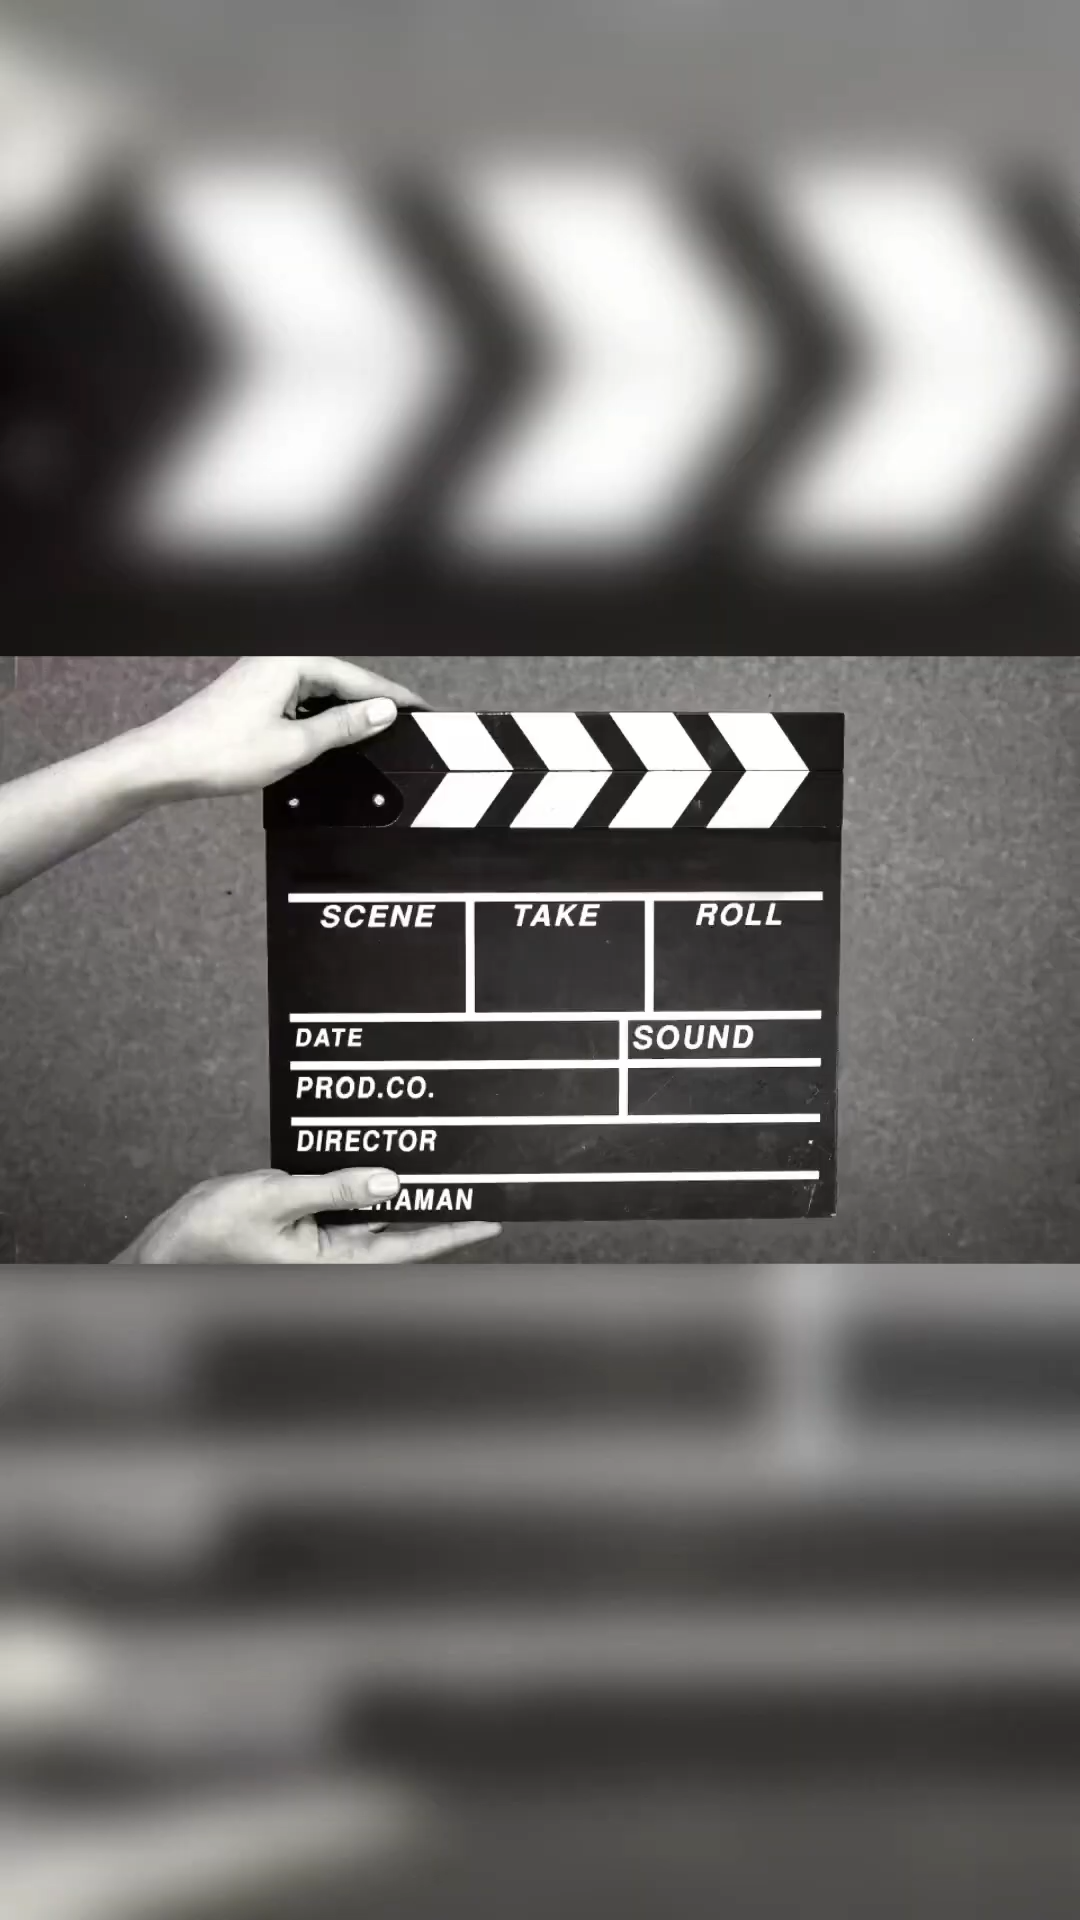 SCENE TAKE ROLL
DATE SOUND
PROD.CO.
DIRECTOR